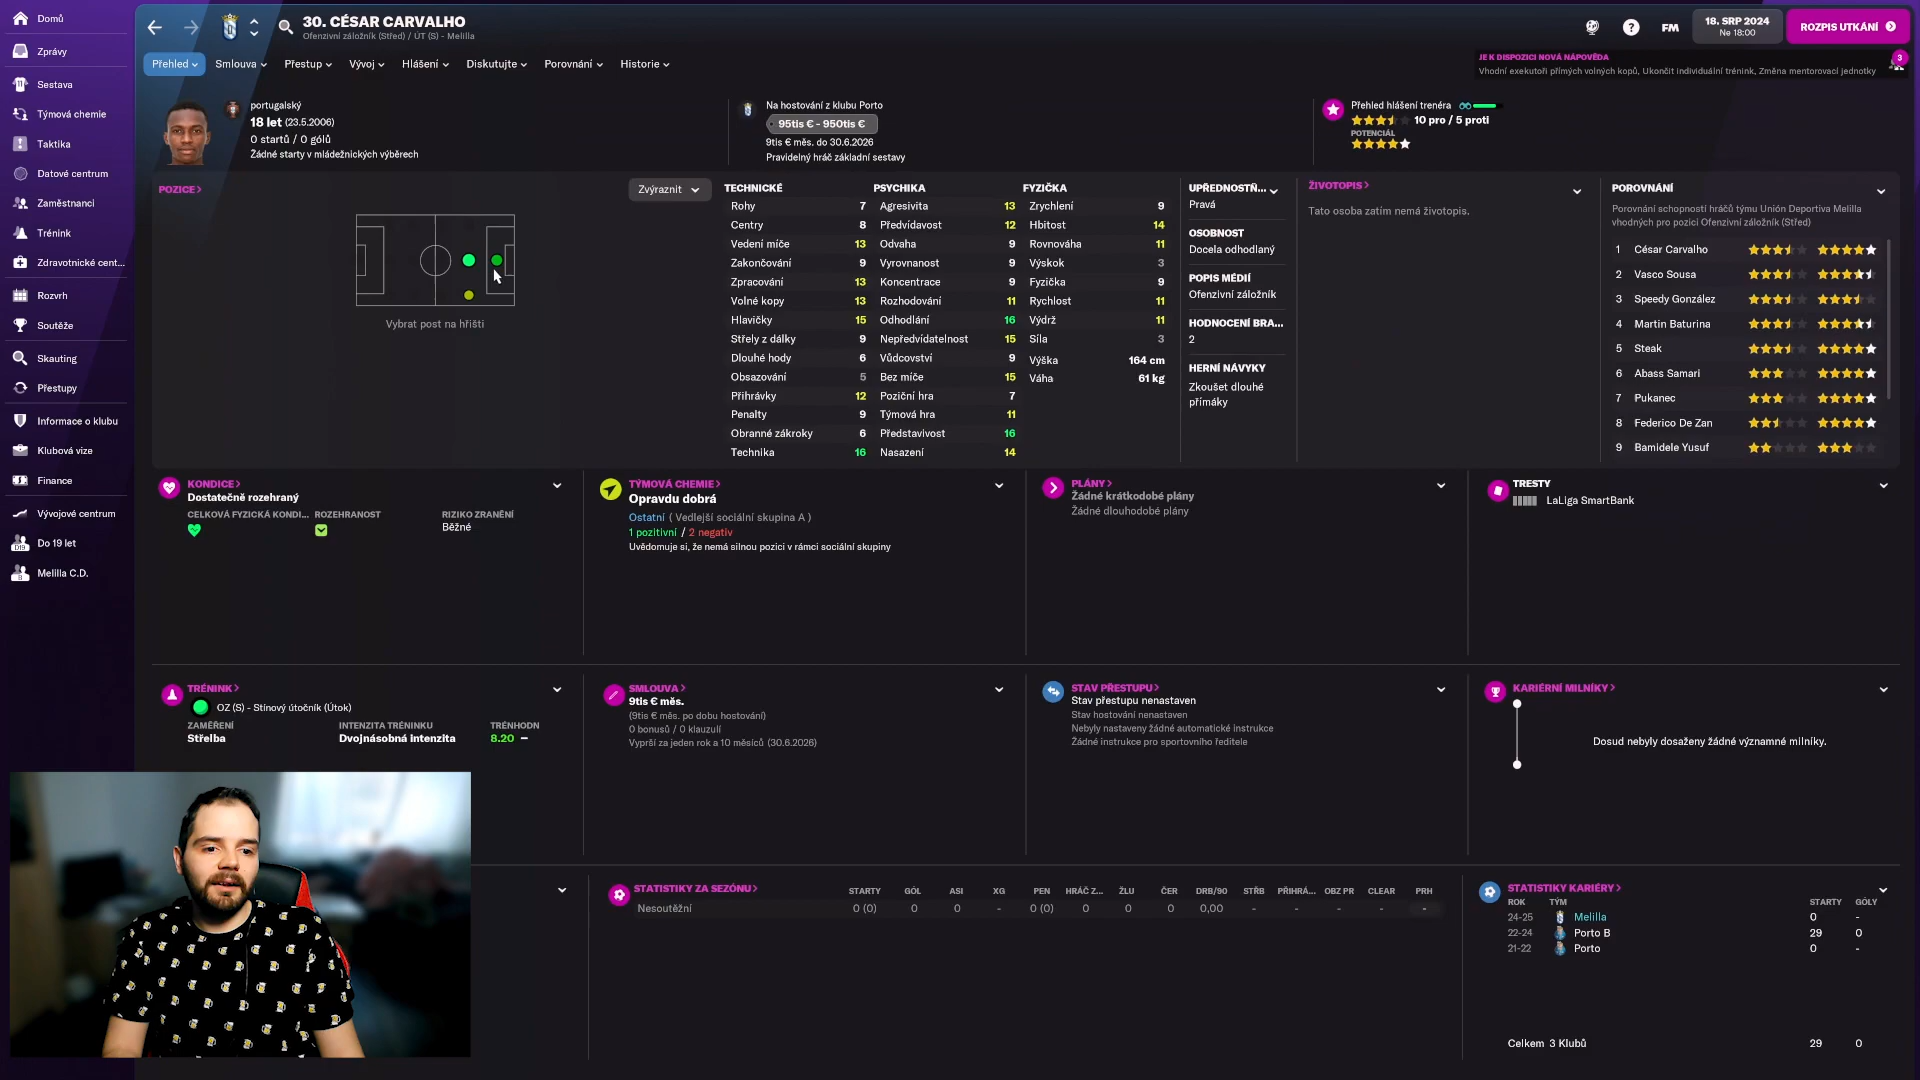 Domů
Zprávy
Sestava
Týmová chemie
Taktika
Datové centrum
Zaměstnanci
Trénink
Zdravotnické cent...
Rozvrh
Soutěže
Skauting
Přestupy
Informace o klubu
Klubová vize
Finance
Vývojové centrum
Do 19 let
Melilla C.D.
30. CÉSAR CARVALHO
Ofenzivní záložník (Střed) / ÚT (S) - Melilla
FM
18. SRP 2024
Ne 18:00
ROZPIS UTKÁNÍ
Přehled
Smlouva
Přestup
Vývoj
Hlášení
Diskutujte
Porovnání
Historie
JE K DISPOZICI NOVÁ NÁPOVĚDA
Vhodní exekutoři přímých volných kopů, Ukončit individuální trénink, Změna mentorovací jednotky
3
portugalský
18 let (23.5.2006)
0 startů / 0 gólů
Žádné starty v mládežnických výběrech
Na hostování z klubu Porto
95tis € - 950tis €
9tis € měs. do 30.6.2026
Pravidelný hráč základní sestavy
Přehled hlášení trenéra
10 pro / 5 proti
POTENCIÁL
POZICE
Zvýraznit
Vybrat post na hřišti
TECHNICKÉ
Rohy 7
Centry 8
Vedení míče 13
Zakončování 9
Zpracování 13
Volné kopy 13
Hlavičky 15
Střely z dálky 9
Dlouhé hody 6
Obsazování 5
Přihrávky 12
Penalty 9
Obranné zákroky 6
Technika 16
PSYCHIKA
Agresivita 13
Předvídavost 12
Odvaha 9
Vyrovnanost 9
Koncentrace 9
Rozhodování 11
Odhodlání 16
Nepředvídatelnost 15
Vůdcovství 9
Bez míče 15
Poziční hra 7
Týmová hra 11
Představivost 16
Nasazení 14
FYZIČKA
Zrychlení 9
Hbitost 14
Rovnováha 11
Výskok 3
Fyzička 9
Rychlost 11
Výdrž 11
Síla 3
Výška 164 cm
Váha 61 kg
UPŘEDNOSTŇ...
Pravá
OSOBNOST
Docela odhodlaný
POPIS MÉDIÍ
Ofenzivní záložník
HODNOCENÍ BRA...
2
HERNÍ NÁVYKY
Zkoušet dlouhé
přímáky
ŽIVOTOPIS
Tato osoba zatím nemá životopis.
POROVNÁNÍ
Porovnání schopností hráčů týmu Unión Deportiva Melilla
vhodných pro pozici Ofenzivní záložník (Střed)
1 César Carvalho
2 Vasco Sousa
3 Speedy González
4 Martin Baturina
5 Steak
6 Abass Samari
7 Pukanec
8 Federico De Zan
9 Bamidele Yusuf
KONDICE
Dostatečně rozehraný
CELKOVÁ FYZICKÁ KONDI...
ROZEHRANOST
RIZIKO ZRANĚNÍ
Běžné
TÝMOVÁ CHEMIE
Opravdu dobrá
Ostatní ( Vedlejší sociální skupina A )
1 pozitivní / 2 negativ
Uvědomuje si, že nemá silnou pozici v rámci sociální skupiny
PLÁNY
Žádné krátkodobé plány
Žádné dlouhodobé plány
TRESTY
LaLiga SmartBank
TRÉNINK
OZ (S) - Stínový útočník (Útok)
ZAMĚŘENÍ
Střelba
INTENZITA TRÉNINKU
Dvojnásobná intenzita
TRÉNHODN
8.20 –
SMLOUVA
9tis € měs.
(9tis € měs. po dobu hostování)
0 bonusů / 0 klauzulí
Vyprší za jeden rok a 10 měsíců (30.6.2026)
STAV PŘESTUPU
Stav přestupu nenastaven
Stav hostování nenastaven
Nebyly nastaveny žádné automatické instrukce
Žádné instrukce pro sportovního ředitele
KARIÉRNÍ MILNÍKY
Dosud nebyly dosaženy žádné významné milníky.
STATISTIKY ZA SEZÓNU
STARTY GÓL ASI XG PEN HRÁČ Z... ŽLU ČER DRB/90 STŘB PŘIHRÁ... OBZ PR CLEAR PRH
Nesoutěžní 0 (0) 0 0 - 0 (0) 0 0 0 0,00 - - - - -
STATISTIKY KARIÉRY
ROK TÝM STARTY GÓLY
24-25 Melilla 0 -
22-24 Porto B 29 0
21-22 Porto 0 -
Celkem 3 Klubů 29 0